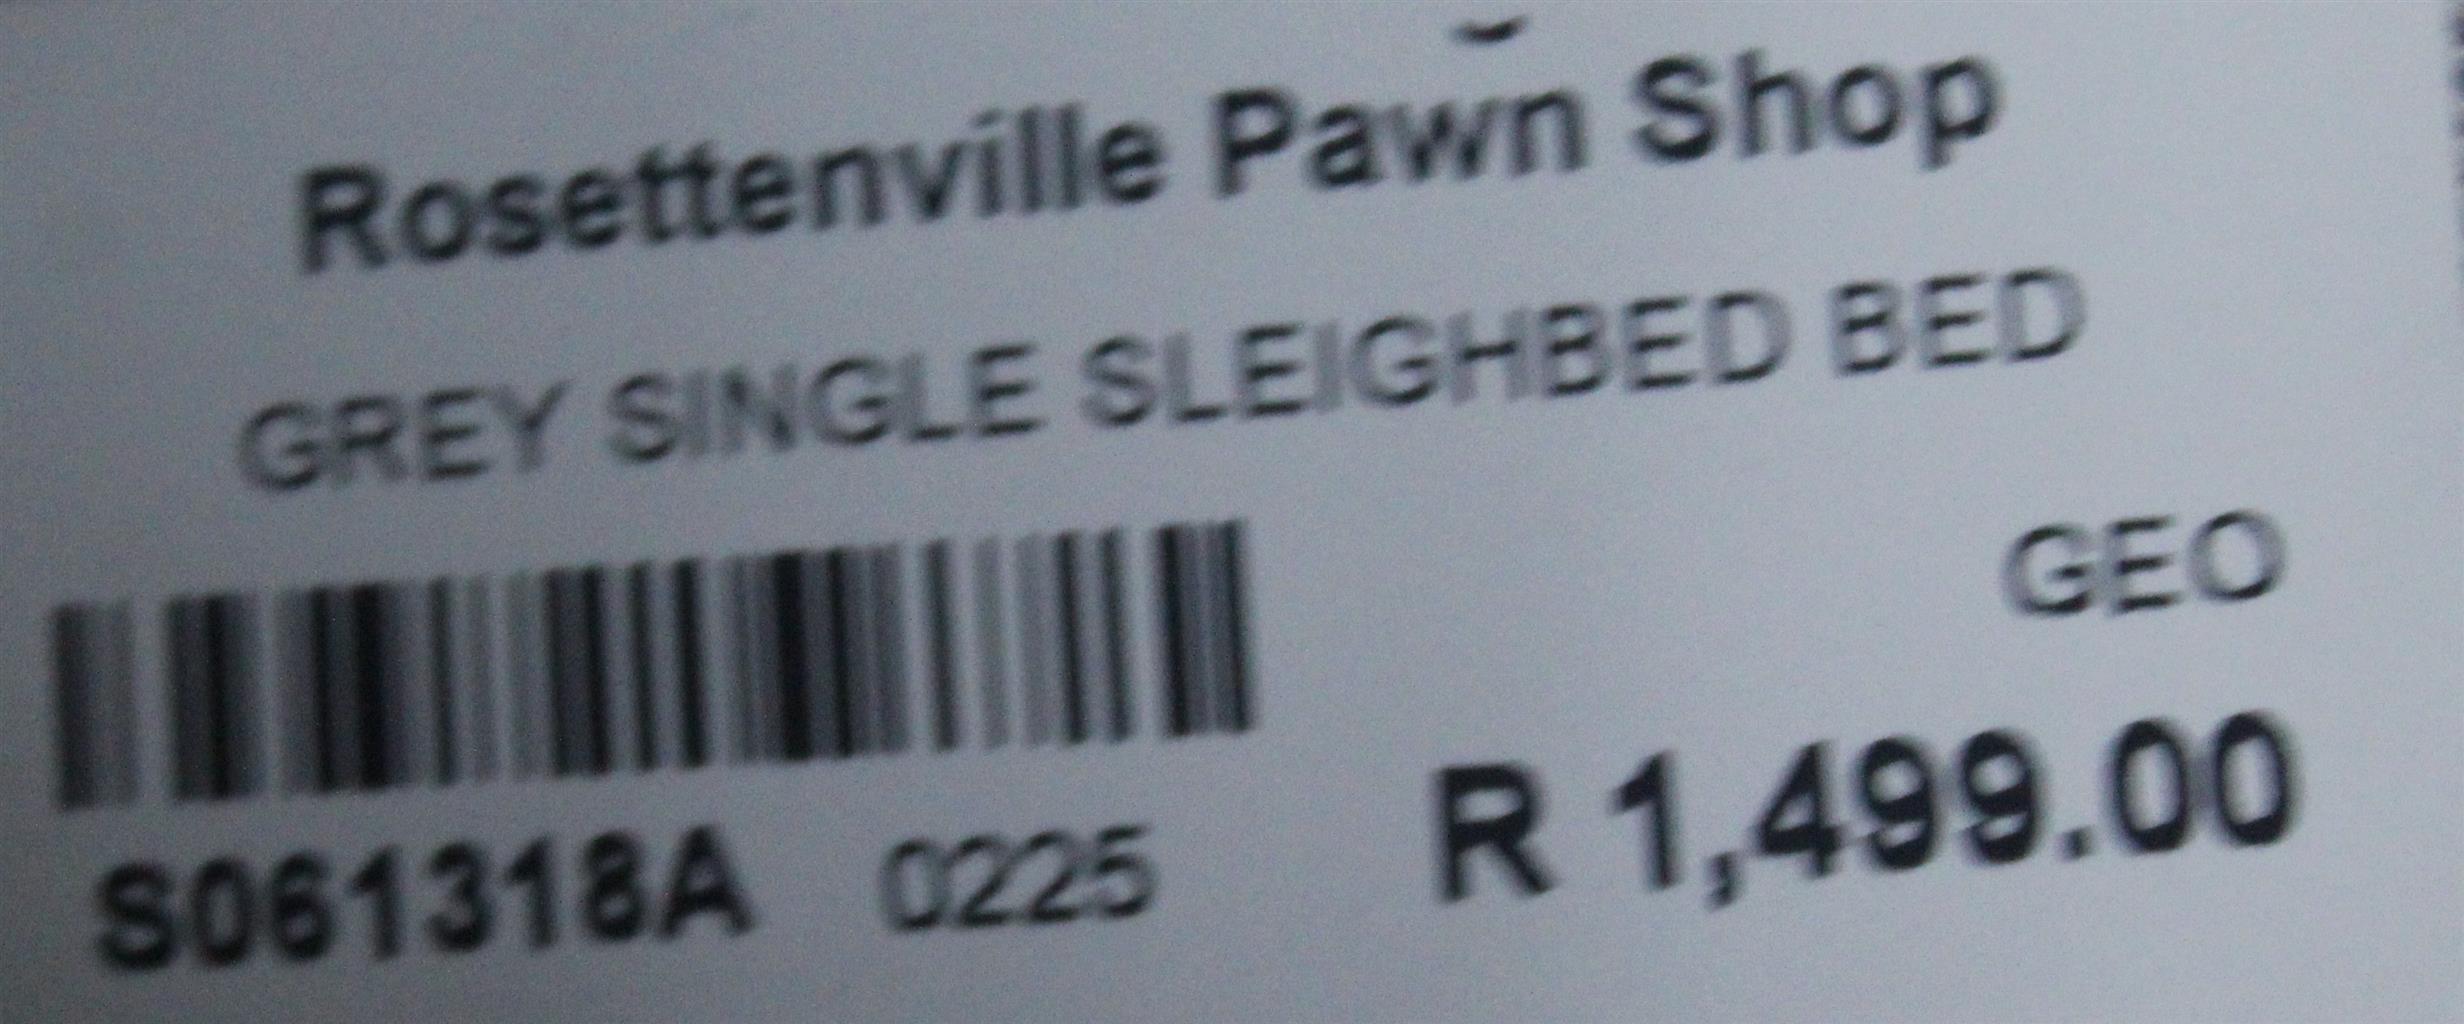 Rosettenville Pawn Shop
GREY SINGLE SLEIGHBED BED
GEO
S061318A 0225
R 1,499.00